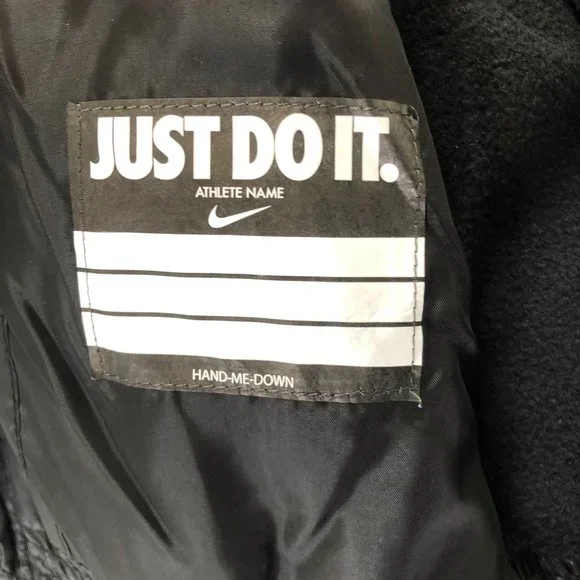 JUST DO IT.
ATHLETE NAME
HAND-ME-DOWN